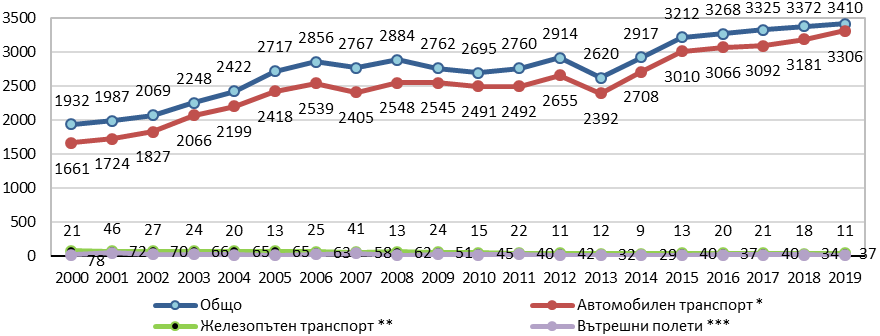 3500
3000
2500
2000
1500
1000
500
0
1932 1987 2069 2248 2422 2717 2856 2767 2884 2762 2695 2760 2914 2620 2917 3212 3268 3325 3372 3410
1661 1724 1827 2066 2199 2418 2539 2405 2548 2545 2491 2492 2655 2392 2708 3010 3066 3092 3181 3306
21 46 27 24 20 13 25 41 13 24 15 22 11 12 9 13 20 21 18 11
78 72 70 66 65 65 63 58 62 51 45 40 42 32 29 40 37 40 34 37
2000 2001 2002 2003 2004 2005 2006 2007 2008 2009 2010 2011 2012 2013 2014 2015 2016 2017 2018 2019
Общо Автомобилен транспорт *
Железопътен транспорт ** Вътрешни полети ***